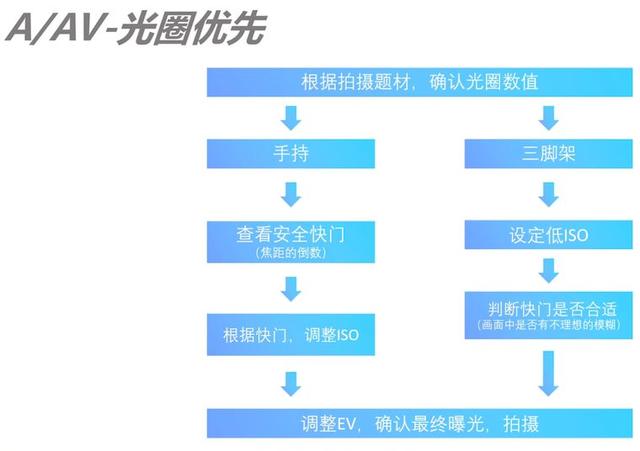 A/AV-光圈优先
根据拍摄题材，确认光圈数值
手持
三脚架
查看安全快门
（焦距的倒数）
设定低ISO
根据快门，调整ISO
判断快门是否合适
（画面中是否有不理想的模糊）
调整EV，确认最终曝光，拍摄